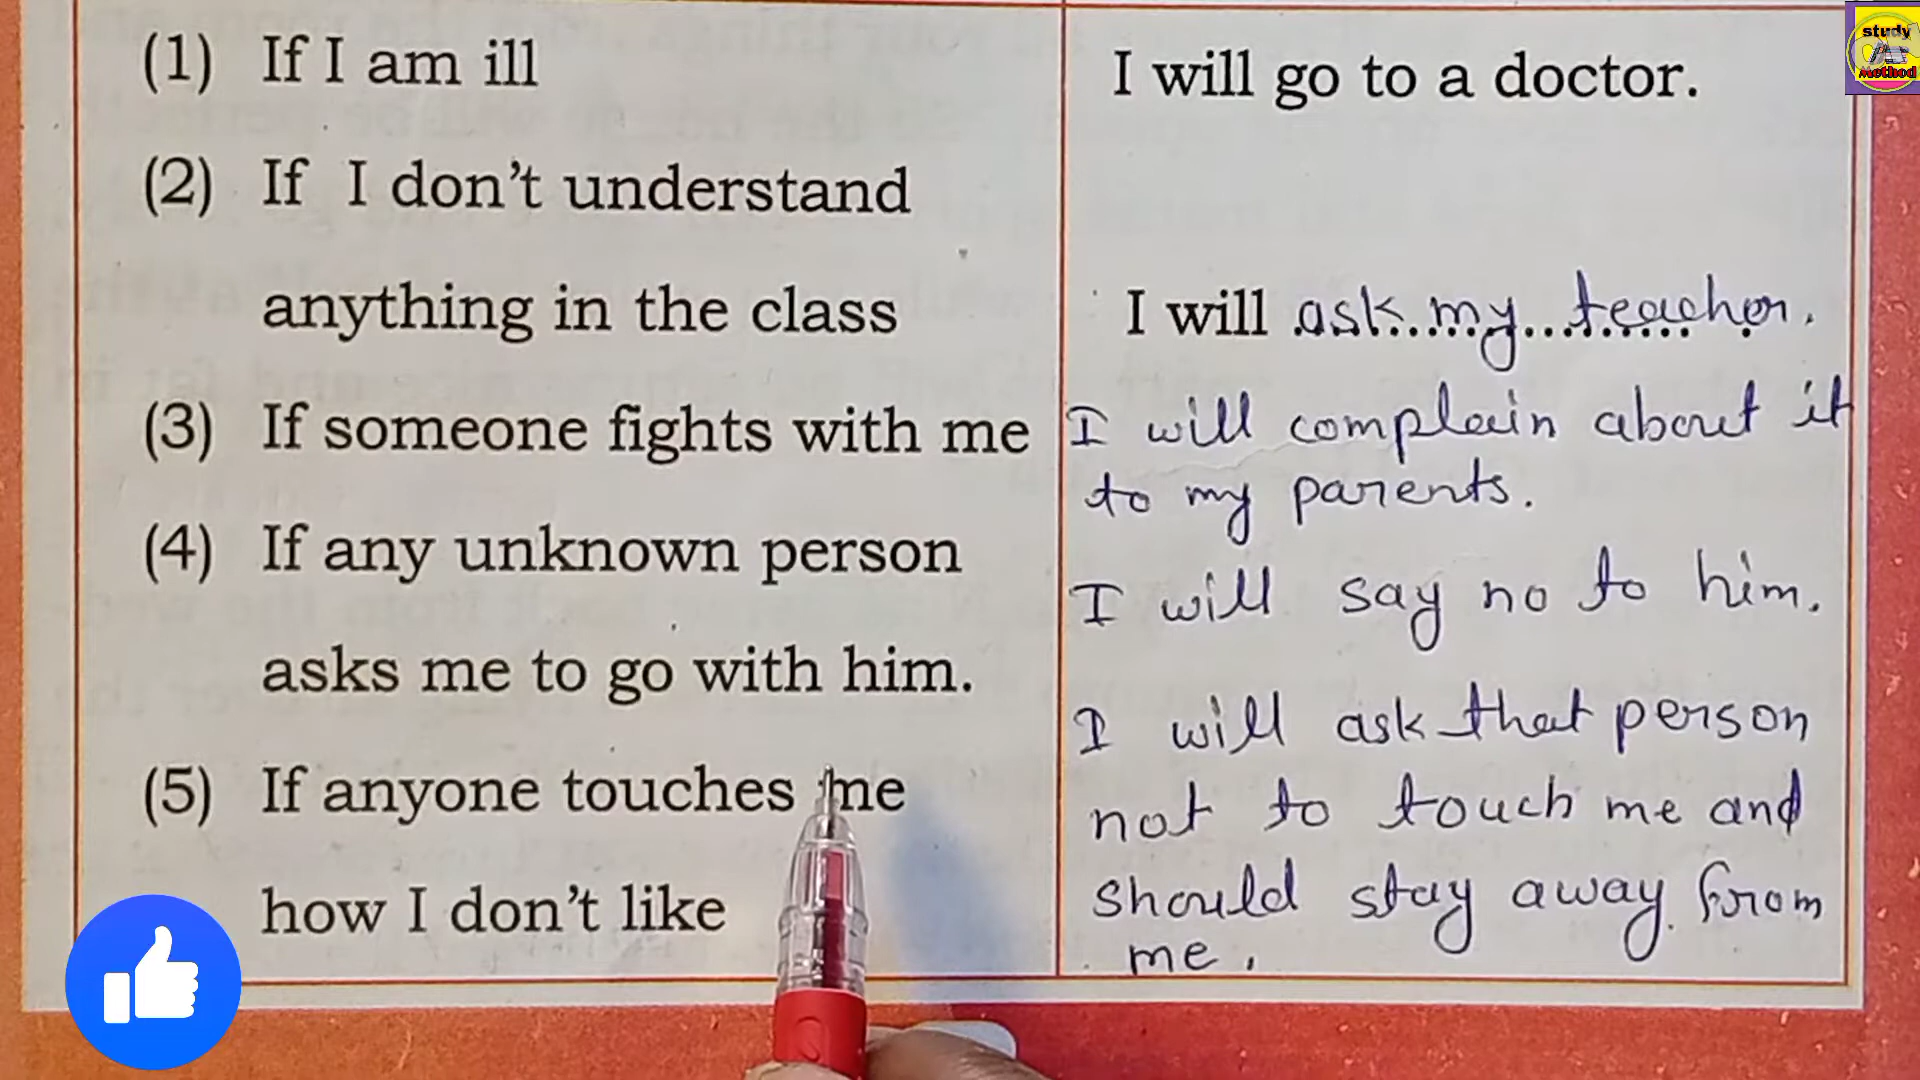 (1) If I am ill
I will go to a doctor.
(2) If I don't understand
anything in the class
I will ask my teacher.
(3) If someone fights with me
I will complain about it
to my parents.
(4) If any unknown person
asks me to go with him.
I will say no to him.
(5) If anyone touches me
how I don't like
I will ask that person
not to touch me and
should stay away from
me.
study
method